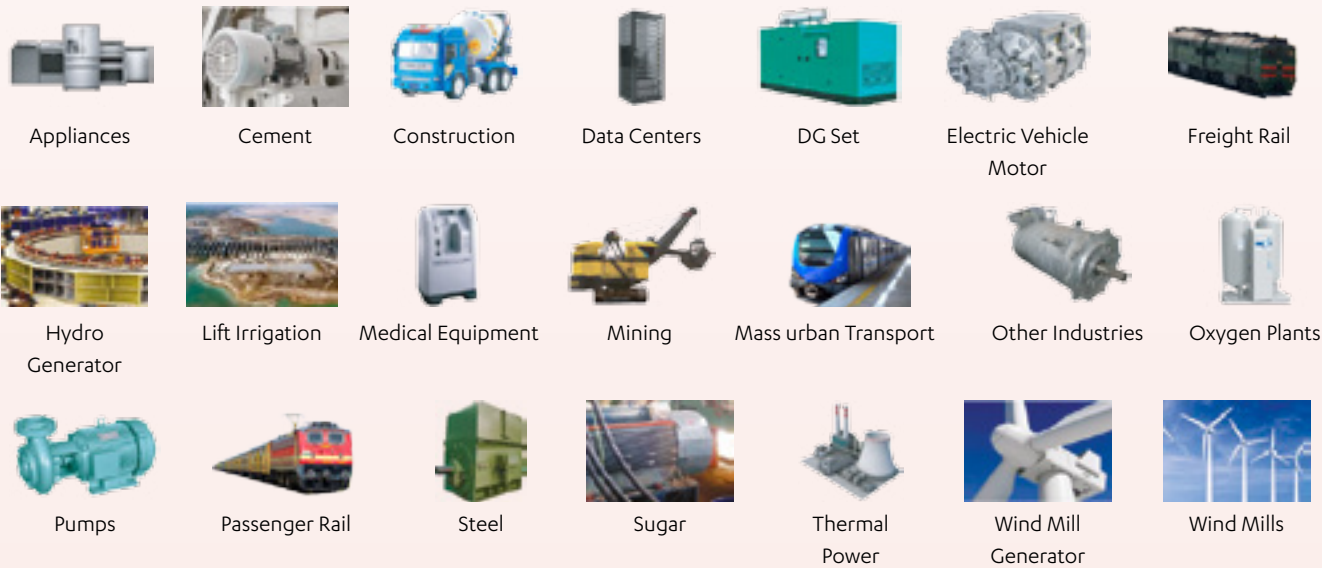 Appliances
Cement
Construction
Data Centers
DG Set
Electric Vehicle
Motor
Freight Rail
Hydro
Generator
Lift Irrigation
Medical Equipment
Mining
Mass urban Transport
Other Industries
Oxygen Plants
Pumps
Passenger Rail
Steel
Sugar
Thermal
Power
Wind Mill
Generator
Wind Mills